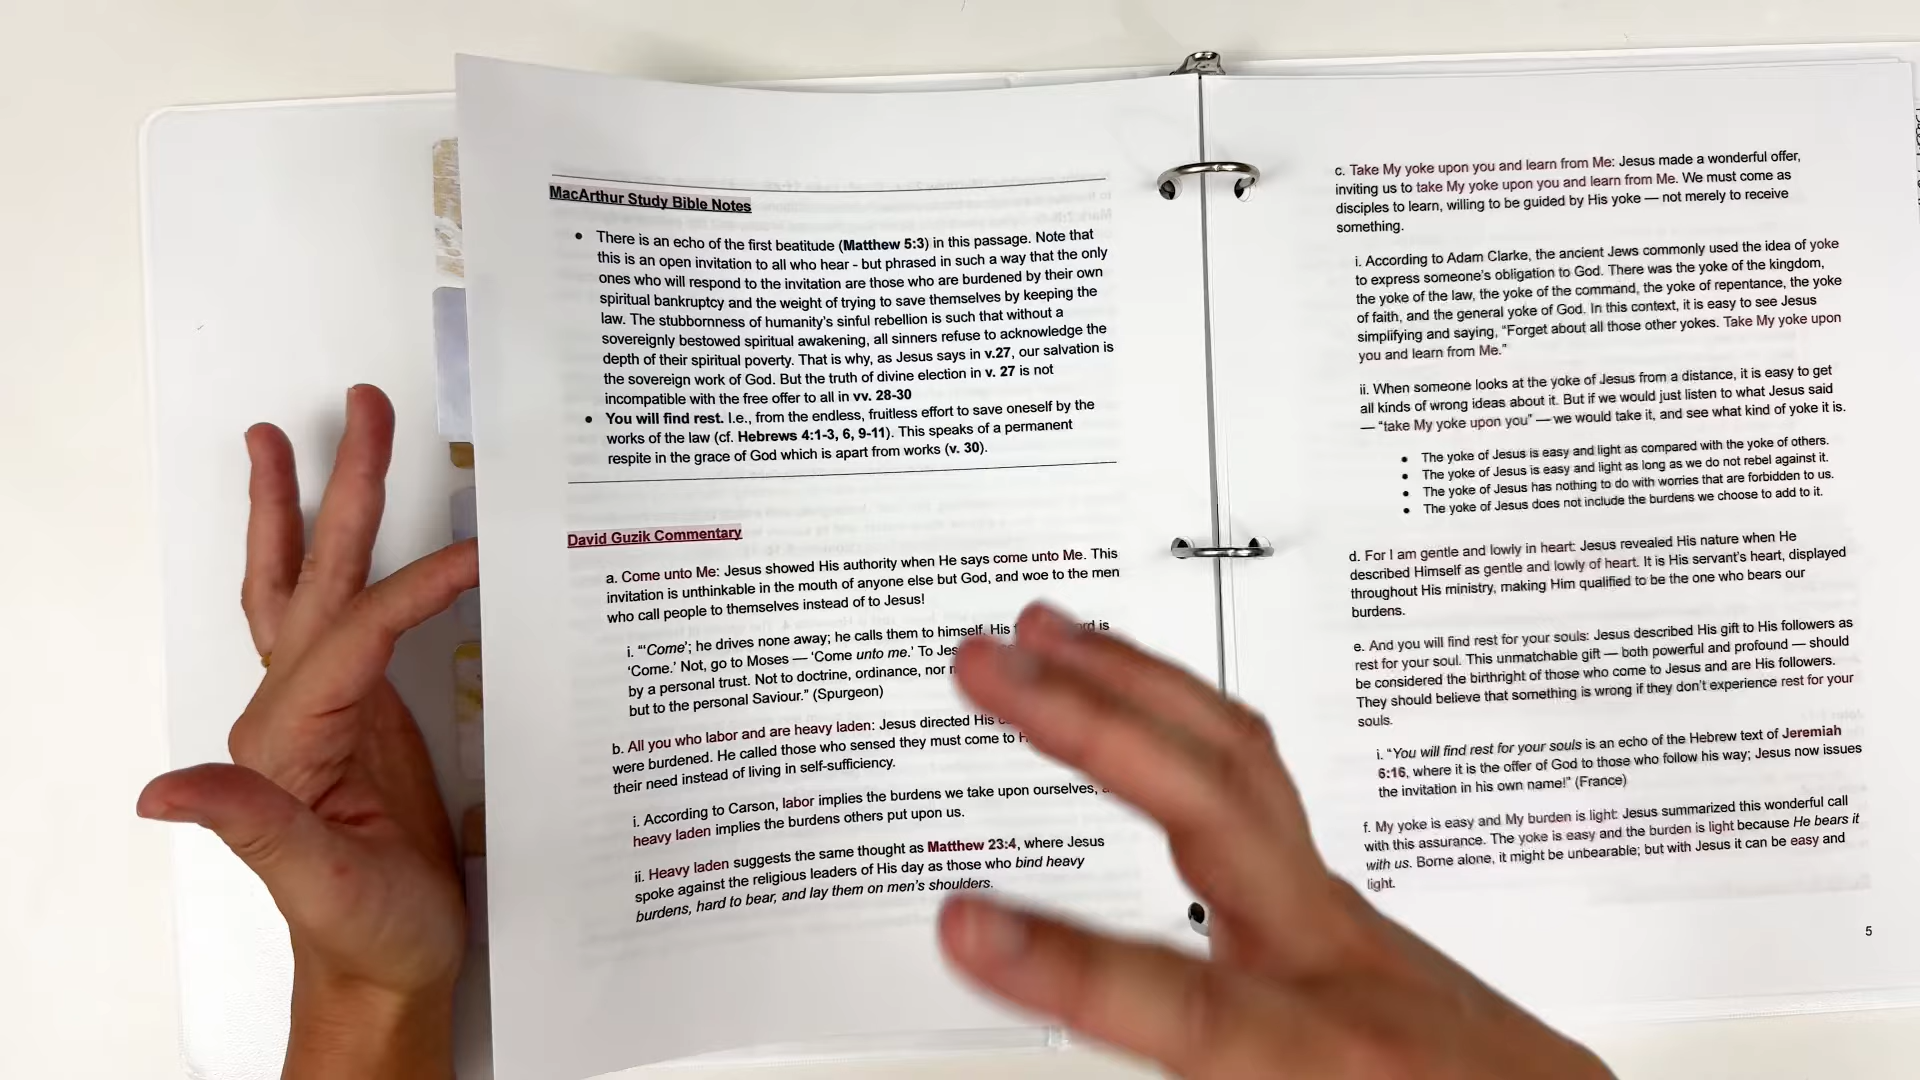 MacArthur Study Bible Notes
• There is an echo of the first beatitude (Matthew 5:3) in this passage. Note that
this is an open invitation to all who hear - but phrased in such a way that the only
ones who will respond to the invitation are those who are burdened by their own
spiritual bankruptcy and the weight of trying to save themselves by keeping the
law. The stubbornness of humanity's sinful rebellion is such that without a
sovereignly bestowed spiritual awakening, all sinners refuse to acknowledge the
depth of their spiritual poverty. That is why, as Jesus says in v.27, our salvation is
the sovereign work of God. But the truth of divine election in v. 27 is not
incompatible with the free offer to all in vv. 28-30
• You will find rest. I.e., from the endless, fruitless effort to save oneself by the
works of the law (cf. Hebrews 4:1-3, 6, 9-11). This speaks of a permanent
respite in the grace of God which is apart from works (v. 30).
David Guzik Commentary
a. Come unto Me: Jesus showed His authority when He says come unto Me. This
invitation is unthinkable in the mouth of anyone else but God, and woe to the men
who call people to themselves instead of to Jesus!
i. "'Come'; he drives none away; he calls them to himself. His is
'Come.' Not, go to Moses — 'Come unto me.' To
by a personal trust. Not to doctrine, ordinance, nor
but to the personal Saviour." (Spurgeon)
b. All you who labor and are heavy laden: Jesus directed His
were burdened. He called those who sensed they must come to
their need instead of living in self-sufficiency.
i. According to Carson, labor implies the burdens we take upon ourselves,
heavy laden implies the burdens others put upon us.
ii. Heavy laden suggests the same thought as Matthew 23:4, where Jesus
spoke against the religious leaders of His day as those who bind heavy
burdens, hard to bear, and lay them on men's shoulders.
c. Take My yoke upon you and learn from Me: Jesus made a wonderful offer,
inviting us to take My yoke upon you and learn from Me. We must come as
disciples to learn, willing to be guided by His yoke — not merely to receive
something.
i. According to Adam Clarke, the ancient Jews commonly used the idea of yoke
to express someone's obligation to God. There was the yoke of the kingdom,
the yoke of the law, the yoke of the command, the yoke of repentance, the yoke
of faith, and the general yoke of God. In this context, it is easy to see Jesus
simplifying and saying, "Forget about all those other yokes. Take My yoke upon
you and learn from Me."
ii. When someone looks at the yoke of Jesus from a distance, it is easy to get
all kinds of wrong ideas about it. But if we would just listen to what Jesus said
— "take My yoke upon you" — we would take it, and see what kind of yoke it is.
• The yoke of Jesus is easy and light as compared with the yoke of others.
• The yoke of Jesus is easy and light as long as we do not rebel against it.
• The yoke of Jesus has nothing to do with worries that are forbidden to us.
• The yoke of Jesus does not include the burdens we choose to add to it.
d. For I am gentle and lowly in heart: Jesus revealed His nature when He
described Himself as gentle and lowly of heart. It is His servant's heart, displayed
throughout His ministry, making Him qualified to be the one who bears our
burdens.
e. And you will find rest for your souls: Jesus described His gift to His followers as
rest for your soul. This unmatchable gift — both powerful and profound — should
be considered the birthright of those who come to Jesus and are His followers.
They should believe that something is wrong if they don't experience rest for your
souls.
i. "You will find rest for your souls is an echo of the Hebrew text of Jeremiah
6:16, where it is the offer of God to those who follow his way; Jesus now issues
the invitation in his own name!" (France)
f. My yoke is easy and My burden is light: Jesus summarized this wonderful call
with this assurance. The yoke is easy and the burden is light because He bears it
with us. Borne alone, it might be unbearable; but with Jesus it can be easy and
light.
5